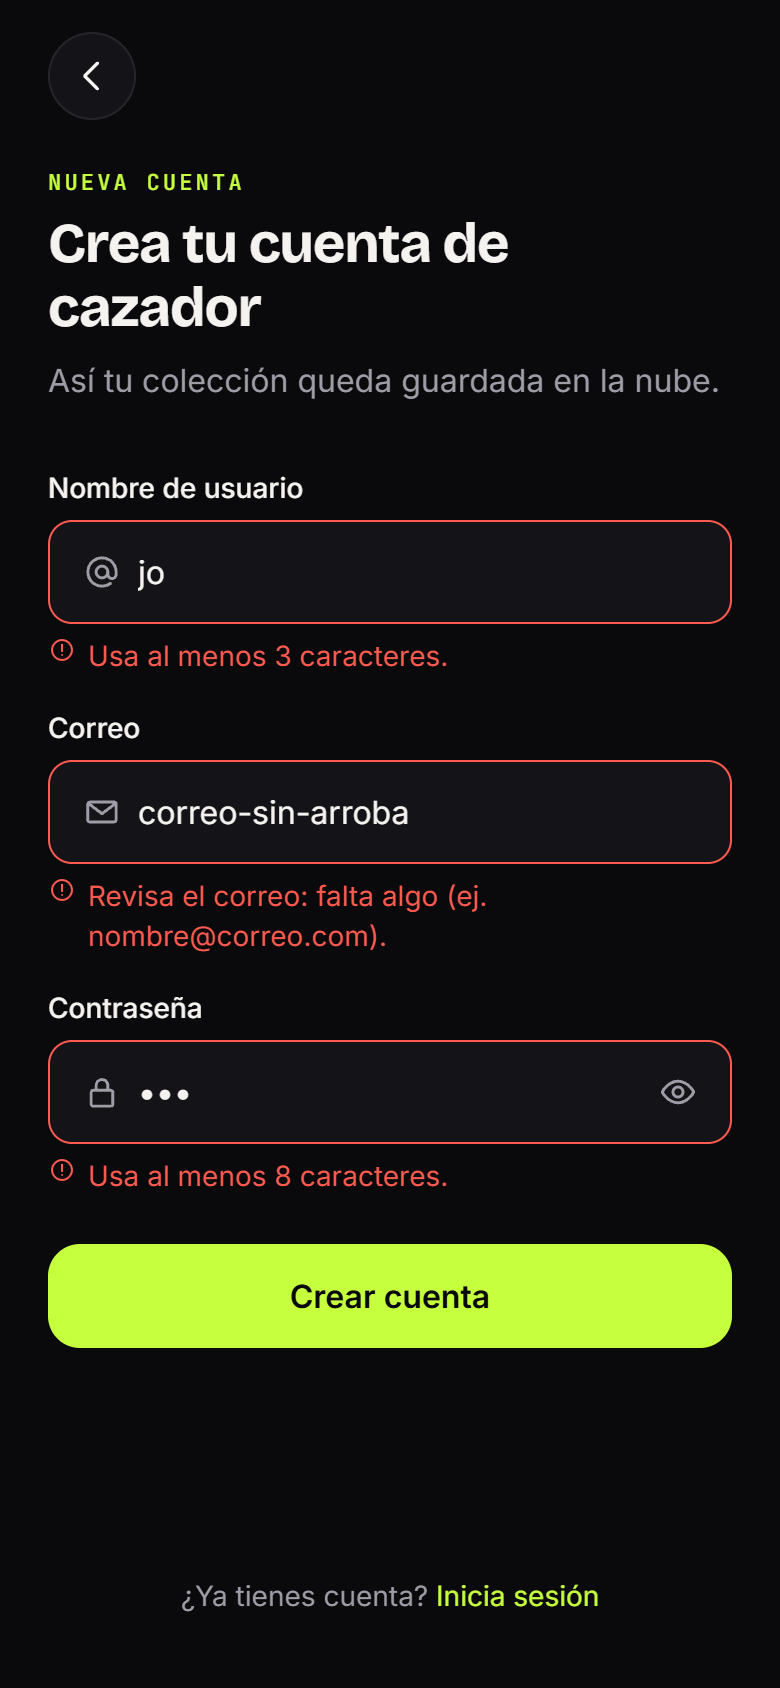 NUEVA CUENTA
Crea tu cuenta de
cazador
Así tu colección queda guardada en la nube.
Nombre de usuario
jo
Usa al menos 3 caracteres.
Correo
correo-sin-arroba
Revisa el correo: falta algo (ej.
nombre@correo.com).
Contraseña
•••
Usa al menos 8 caracteres.
Crear cuenta
¿Ya tienes cuenta? Inicia sesión